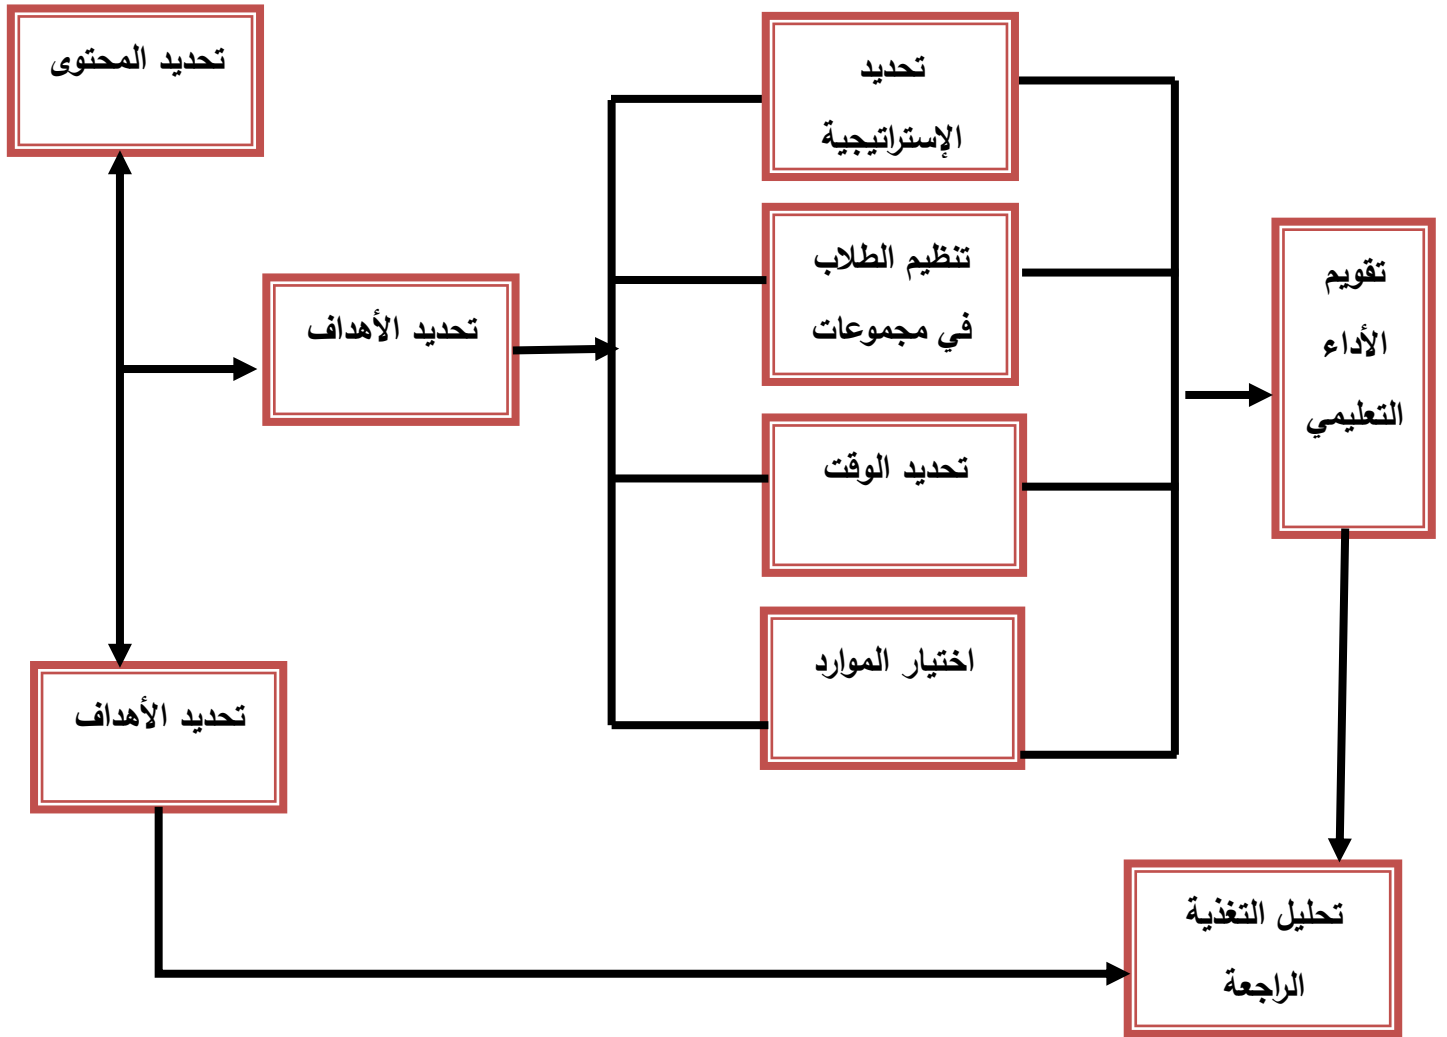 تحديد المحتوى
تحديد الأهداف
تحديد الأهداف
تحديد
الإستراتيجية
تنظيم الطلاب
في مجموعات
تحديد الوقت
اختيار الموارد
تقويم
الأداء
التعليمي
تحليل التغذية
الراجعة